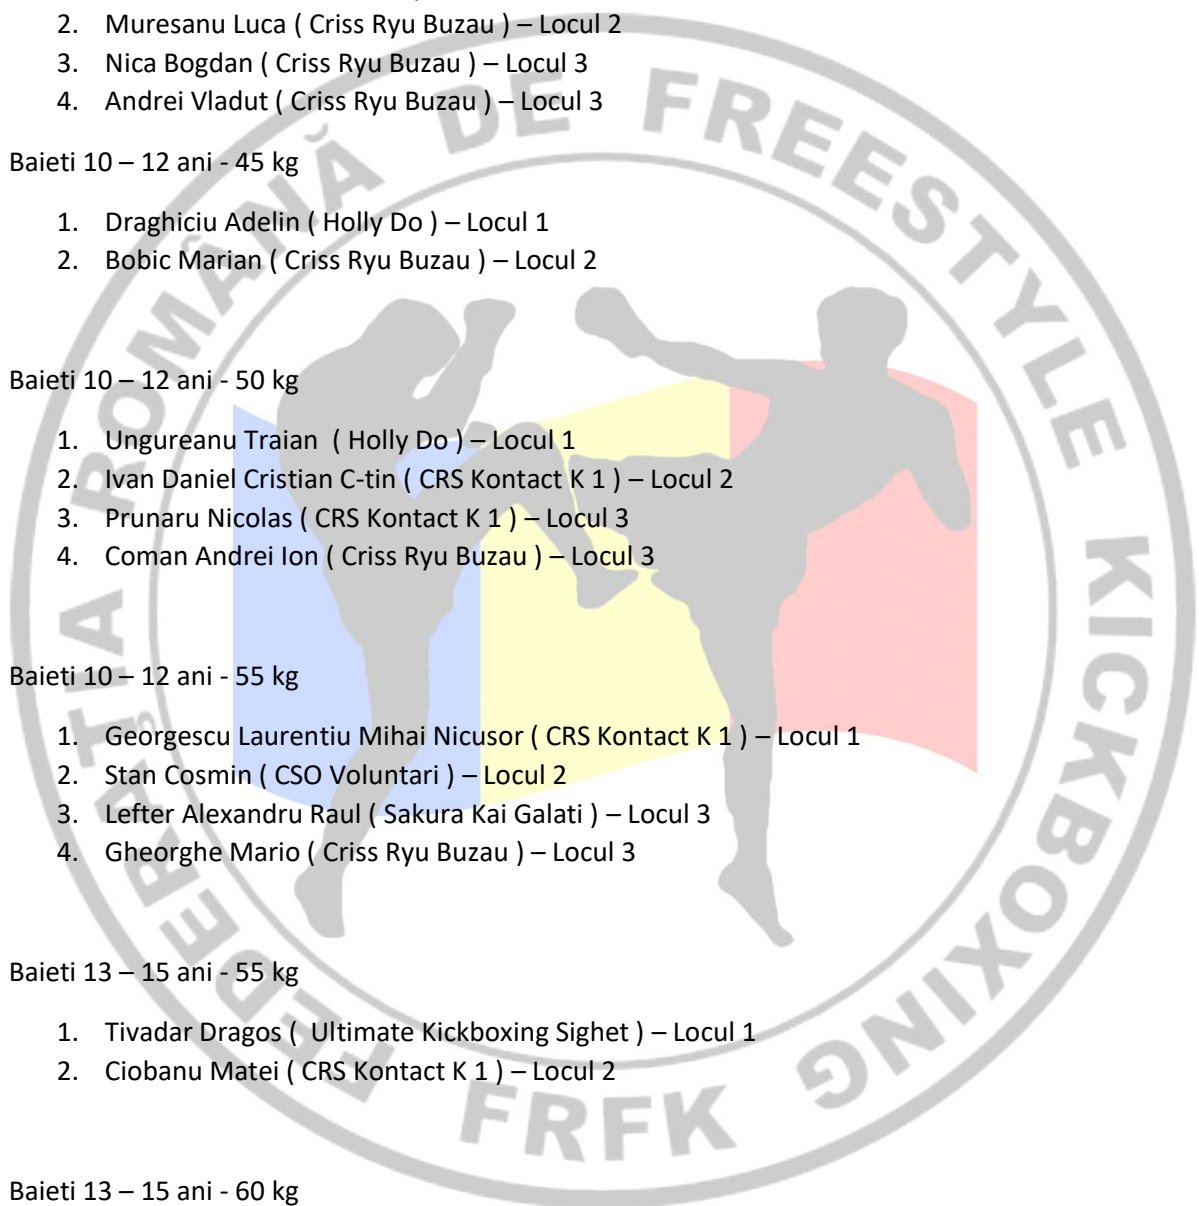 2. Muresanu Luca ( Criss Ryu Buzau ) – Locul 2
3. Nica Bogdan ( Criss Ryu Buzau ) – Locul 3
4. Andrei Vladut ( Criss Ryu Buzau ) – Locul 3
Baieti 10 – 12 ani - 45 kg
1. Draghiciu Adelin ( Holly Do ) – Locul 1
2. Bobic Marian ( Criss Ryu Buzau ) – Locul 2
Baieti 10 – 12 ani - 50 kg
1. Ungureanu Traian  ( Holly Do ) – Locul 1
2. Ivan Daniel Cristian C-tin ( CRS Kontact K 1 ) – Locul 2
3. Prunaru Nicolas ( CRS Kontact K 1 ) – Locul 3
4. Coman Andrei Ion ( Criss Ryu Buzau ) – Locul 3
Baieti 10 – 12 ani - 55 kg
1. Georgescu Laurentiu Mihai Nicusor ( CRS Kontact K 1 ) – Locul 1
2. Stan Cosmin ( CSO Voluntari ) – Locul 2
3. Lefter Alexandru Raul ( Sakura Kai Galati ) – Locul 3
4. Gheorghe Mario ( Criss Ryu Buzau ) – Locul 3
Baieti 13 – 15 ani - 55 kg
1. Tivadar Dragos (  Ultimate Kickboxing Sighet ) – Locul 1
2. Ciobanu Matei ( CRS Kontact K 1 ) – Locul 2
Baieti 13 – 15 ani - 60 kg
FEDERAȚIA ROMÂNĂ DE FREESTYLE KICKBOXIING
FRFK